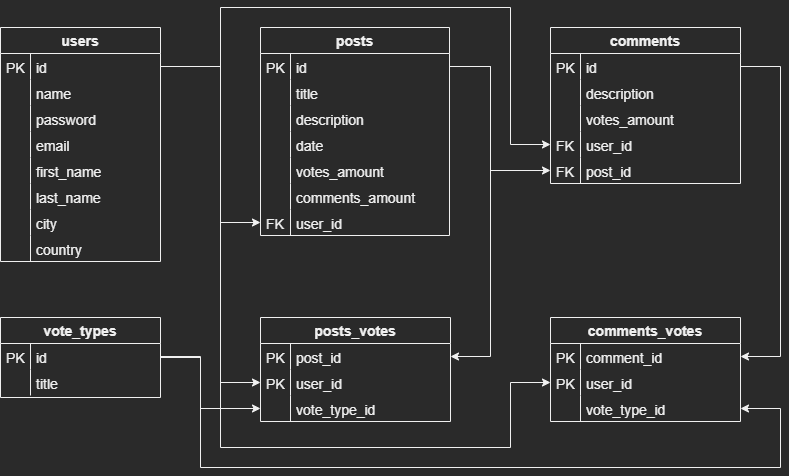 users
PK id
name
password
email
first_name
last_name
city
country
posts
PK id
title
description
date
votes_amount
comments_amount
FK user_id
comments
PK id
description
votes_amount
FK user_id
FK post_id
vote_types
PK id
title
posts_votes
PK post_id
PK user_id
vote_type_id
comments_votes
PK comment_id
PK user_id
vote_type_id